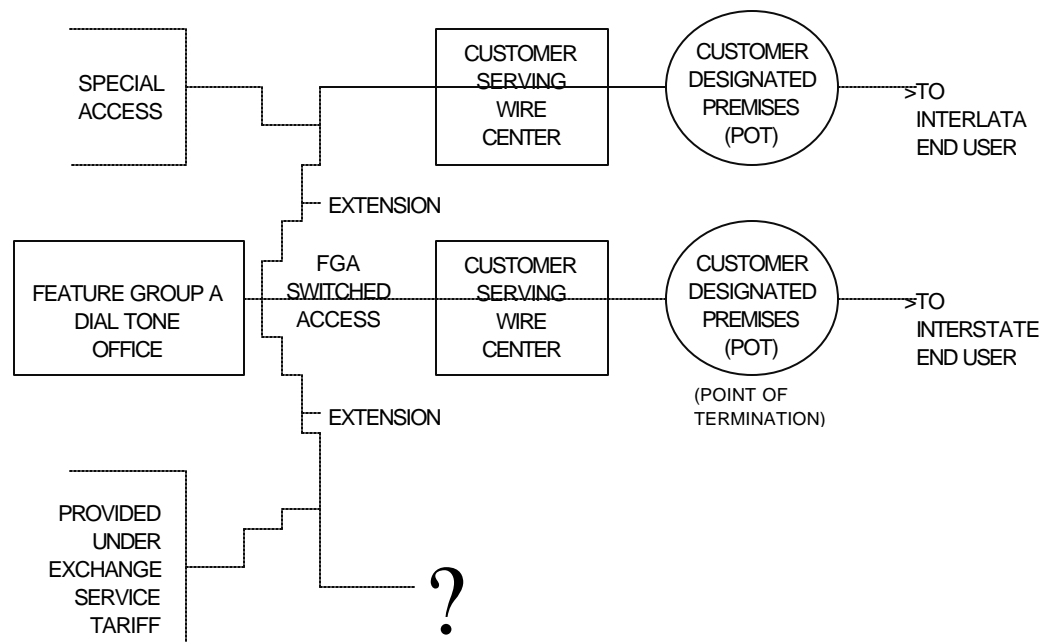 SPECIAL
ACCESS
CUSTOMER
SERVING
WIRE
CENTER
CUSTOMER
DESIGNATED
PREMISES
(POT)
>TO
INTERLATA
END USER
EXTENSION
FEATURE GROUP A
DIAL TONE
OFFICE
FGA
SWITCHED
ACCESS
CUSTOMER
SERVING
WIRE
CENTER
CUSTOMER
DESIGNATED
PREMISES
(POT)
>TO
INTERSTATE
END USER
(POINT OF
TERMINATION)
EXTENSION
PROVIDED
UNDER
EXCHANGE
SERVICE
TARIFF
?